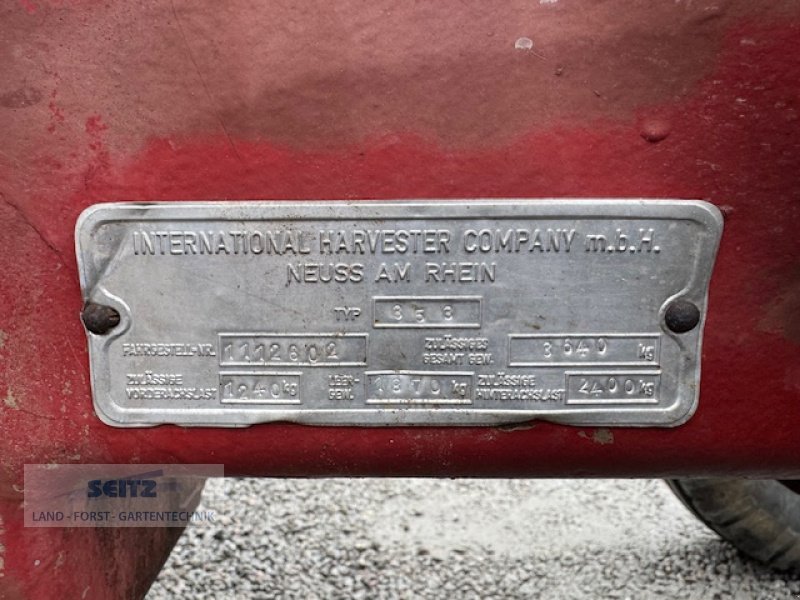 INTERNATIONAL HARVESTER COMPANY m.b.H.
NEUSS AM RHEIN
TYP 353
FAHRGESTELL-NR. 1112602 ZULÄSSIGES GESAMT GEW. 3640 kg
ZULÄSSIGE VORDERACHSLAST 1240 kg LEER-GEW. 1870 kg ZULÄSSIGE HINTERACHSLAST 2400 kg
SEITZ
LAND - FORST - GARTENTECHNIK